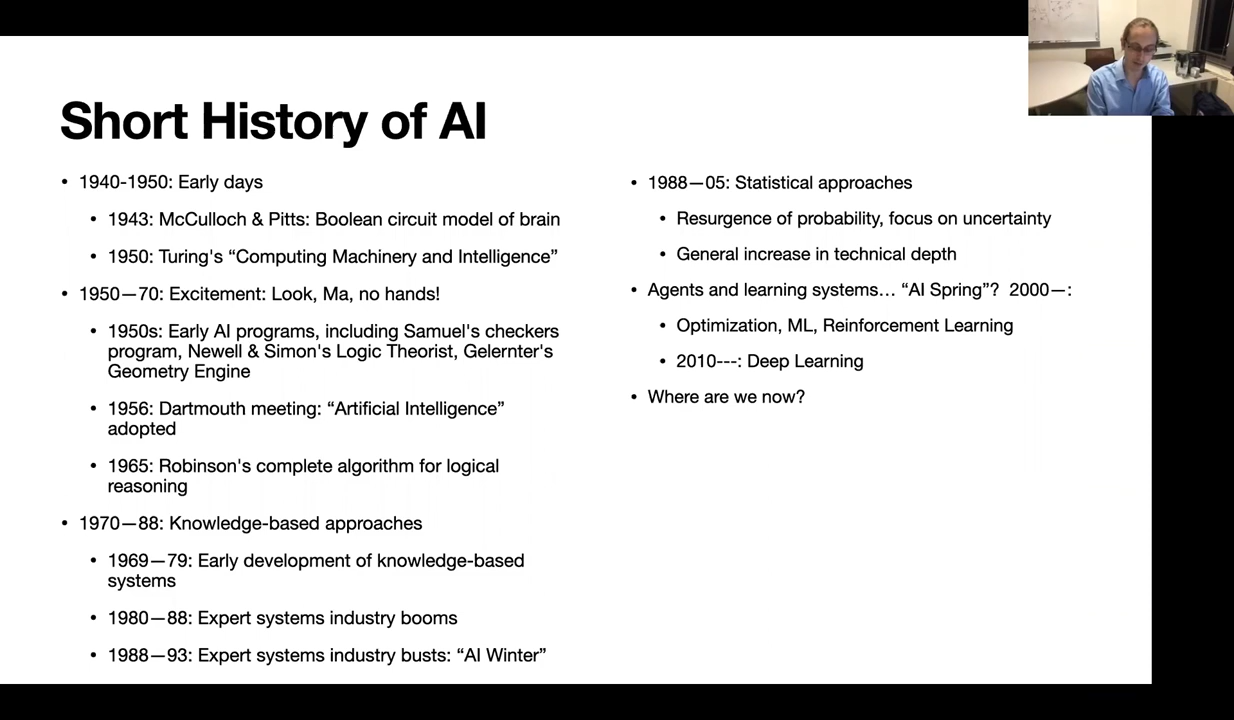 Short History of AI
• 1940-1950: Early days
• 1943: McCulloch & Pitts: Boolean circuit model of brain
• 1950: Turing's “Computing Machinery and Intelligence”
• 1950—70: Excitement: Look, Ma, no hands!
• 1950s: Early AI programs, including Samuel's checkers
program, Newell & Simon's Logic Theorist, Gelernter's
Geometry Engine
• 1956: Dartmouth meeting: “Artificial Intelligence”
adopted
• 1965: Robinson's complete algorithm for logical
reasoning
• 1970—88: Knowledge-based approaches
• 1969—79: Early development of knowledge-based
systems
• 1980—88: Expert systems industry booms
• 1988—93: Expert systems industry busts: “AI Winter”
• 1988—05: Statistical approaches
• Resurgence of probability, focus on uncertainty
• General increase in technical depth
• Agents and learning systems… “AI Spring”? 2000—:
• Optimization, ML, Reinforcement Learning
• 2010---: Deep Learning
• Where are we now?